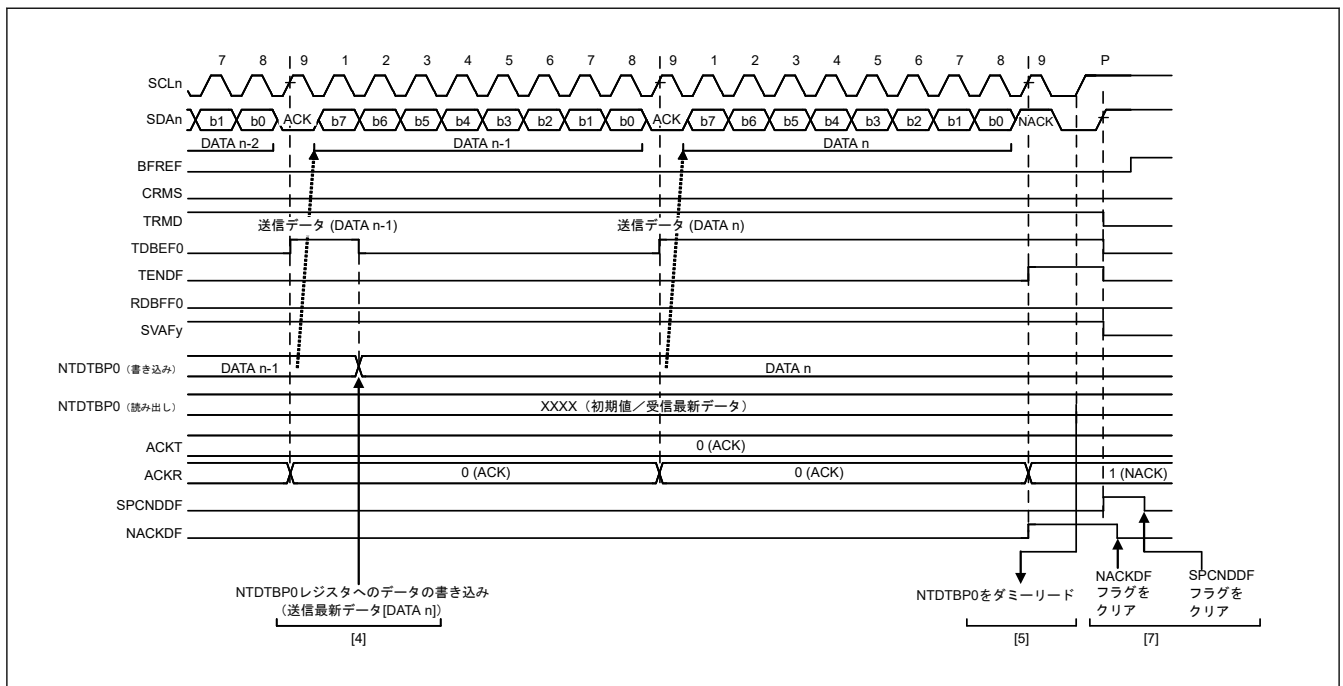 7 8 9 1 2 3 4 5 6 7 8 9 1 2 3 4 5 6 7 8 9 P
SCLn
SDAn b1 b0 ACK b7 b6 b5 b4 b3 b2 b1 b0 ACK b7 b6 b5 b4 b3 b2 b1 b0 NACK
DATA n-2 DATA n-1 DATA n
BFREF
CRMS
TRMD
送信データ (DATA n-1) 送信データ (DATA n)
TDBEF0
TENDF
RDBFF0
SVAFy
NTDTBP0 (書き込み) DATA n-1 DATA n
NTDTBP0 (読み出し) XXXX(初期値／受信最新データ)
ACKT 0 (ACK)
ACKR 0 (ACK) 0 (ACK) 1 (NACK)
SPCNDDF
NACKDF
NTDTBP0レジスタへのデータの書き込み
(送信最新データ[DATA n])
[4]
NTDTBP0をダミーリード
[5]
NACKDF
フラグを
クリア
SPCNDDF
フラグを
クリア
[7]